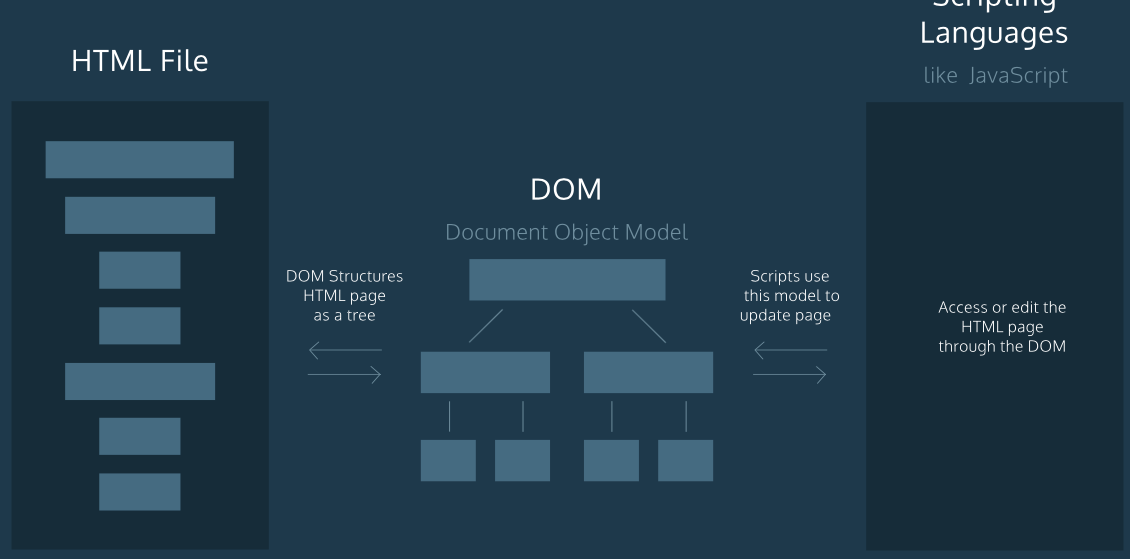 HTML File
Scripting
Languages
like JavaScript
DOM
Document Object Model
DOM Structures
HTML page
as a tree
Scripts use
this model to
update page
Access or edit the
HTML page
through the DOM